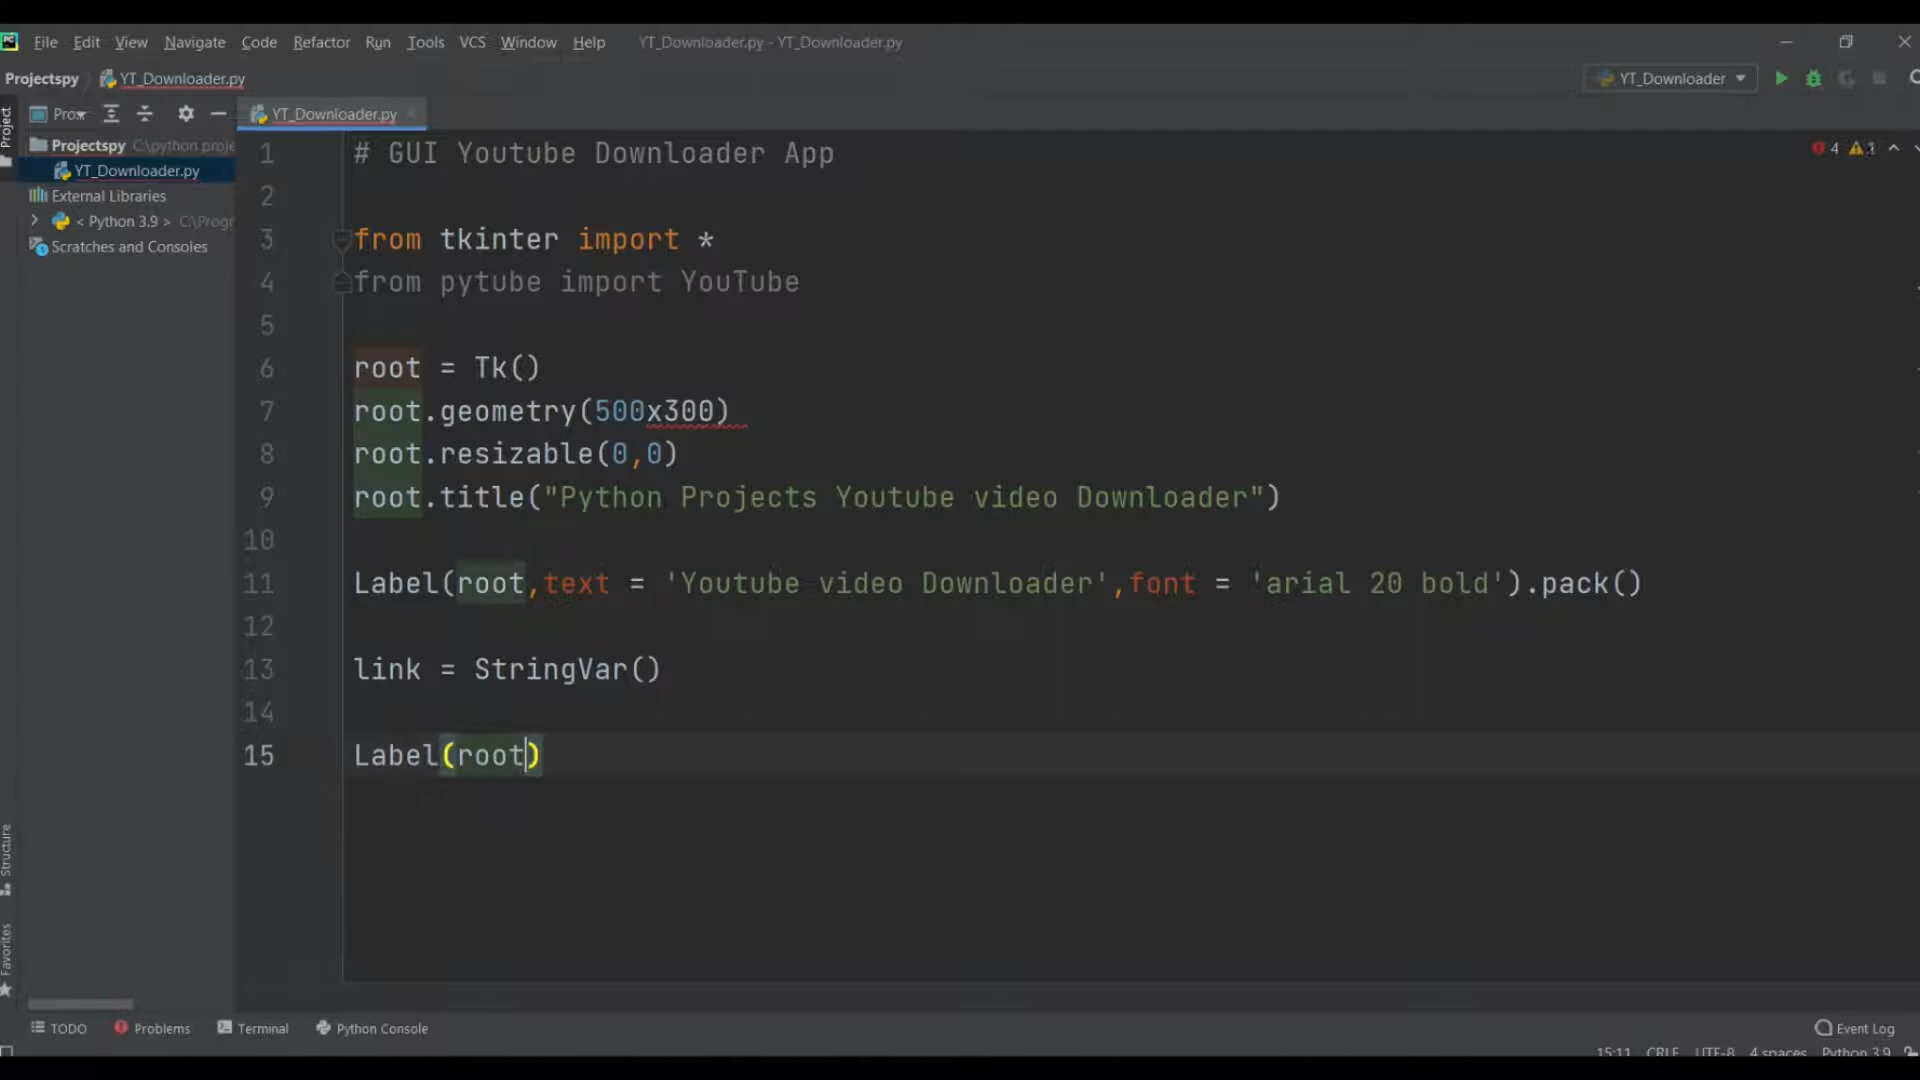 File Edit View Navigate Code Refactor Run Tools VCS Window Help YT_Downloader.py - YT_Downloader.py
Projectspy YT_Downloader.py YT_Downloader
Project
YT_Downloader.py
Projectspy
YT_Downloader.py
External Libraries
< Python 3.9 >
Scratches and Consoles
4
1 # GUI Youtube Downloader App
2
3 from tkinter import *
4 from pytube import YouTube
5
6 root = Tk()
7 root.geometry(500x300)
8 root.resizable(0,0)
9 root.title("Python Projects Youtube video Downloader")
10
11 Label(root,text = 'Youtube video Downloader',font = 'arial 20 bold').pack()
12
13 link = StringVar()
14
15 Label(root)
Structure
Favorites
TODO Problems Terminal Python Console Event Log
15:11 CRLF UTF-8 4 spaces Python 3.9